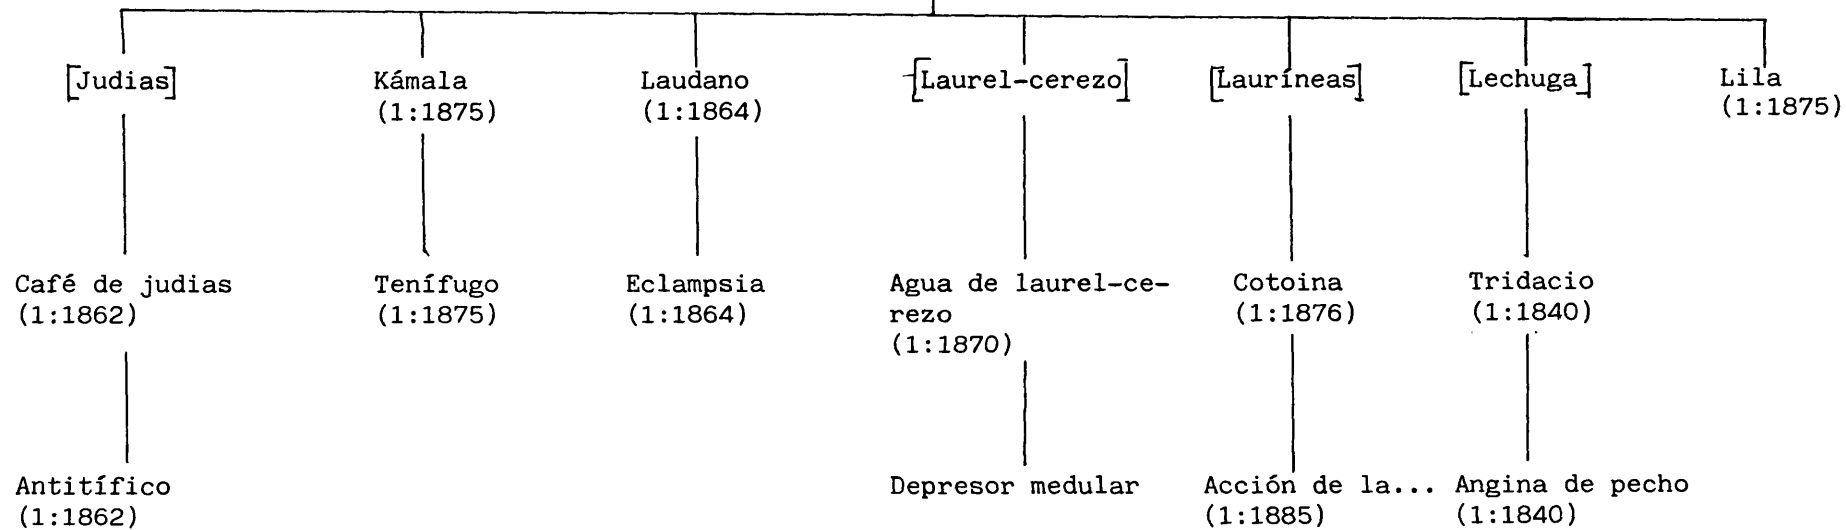 [Judias]
Kámala
(1:1875)
Laudano
(1:1864)
[Laurel-cerezo]
[Lauríneas]
[Lechuga]
Lila
(1:1875)
Café de judias
(1:1862)
Tenífugo
(1:1875)
Eclampsia
(1:1864)
Agua de laurel-ce-
rezo
(1:1870)
Cotoina
(1:1876)
Tridacio
(1:1840)
Antitífico
(1:1862)
Depresor medular
Acción de la...
(1:1885)
Angina de pecho
(1:1840)